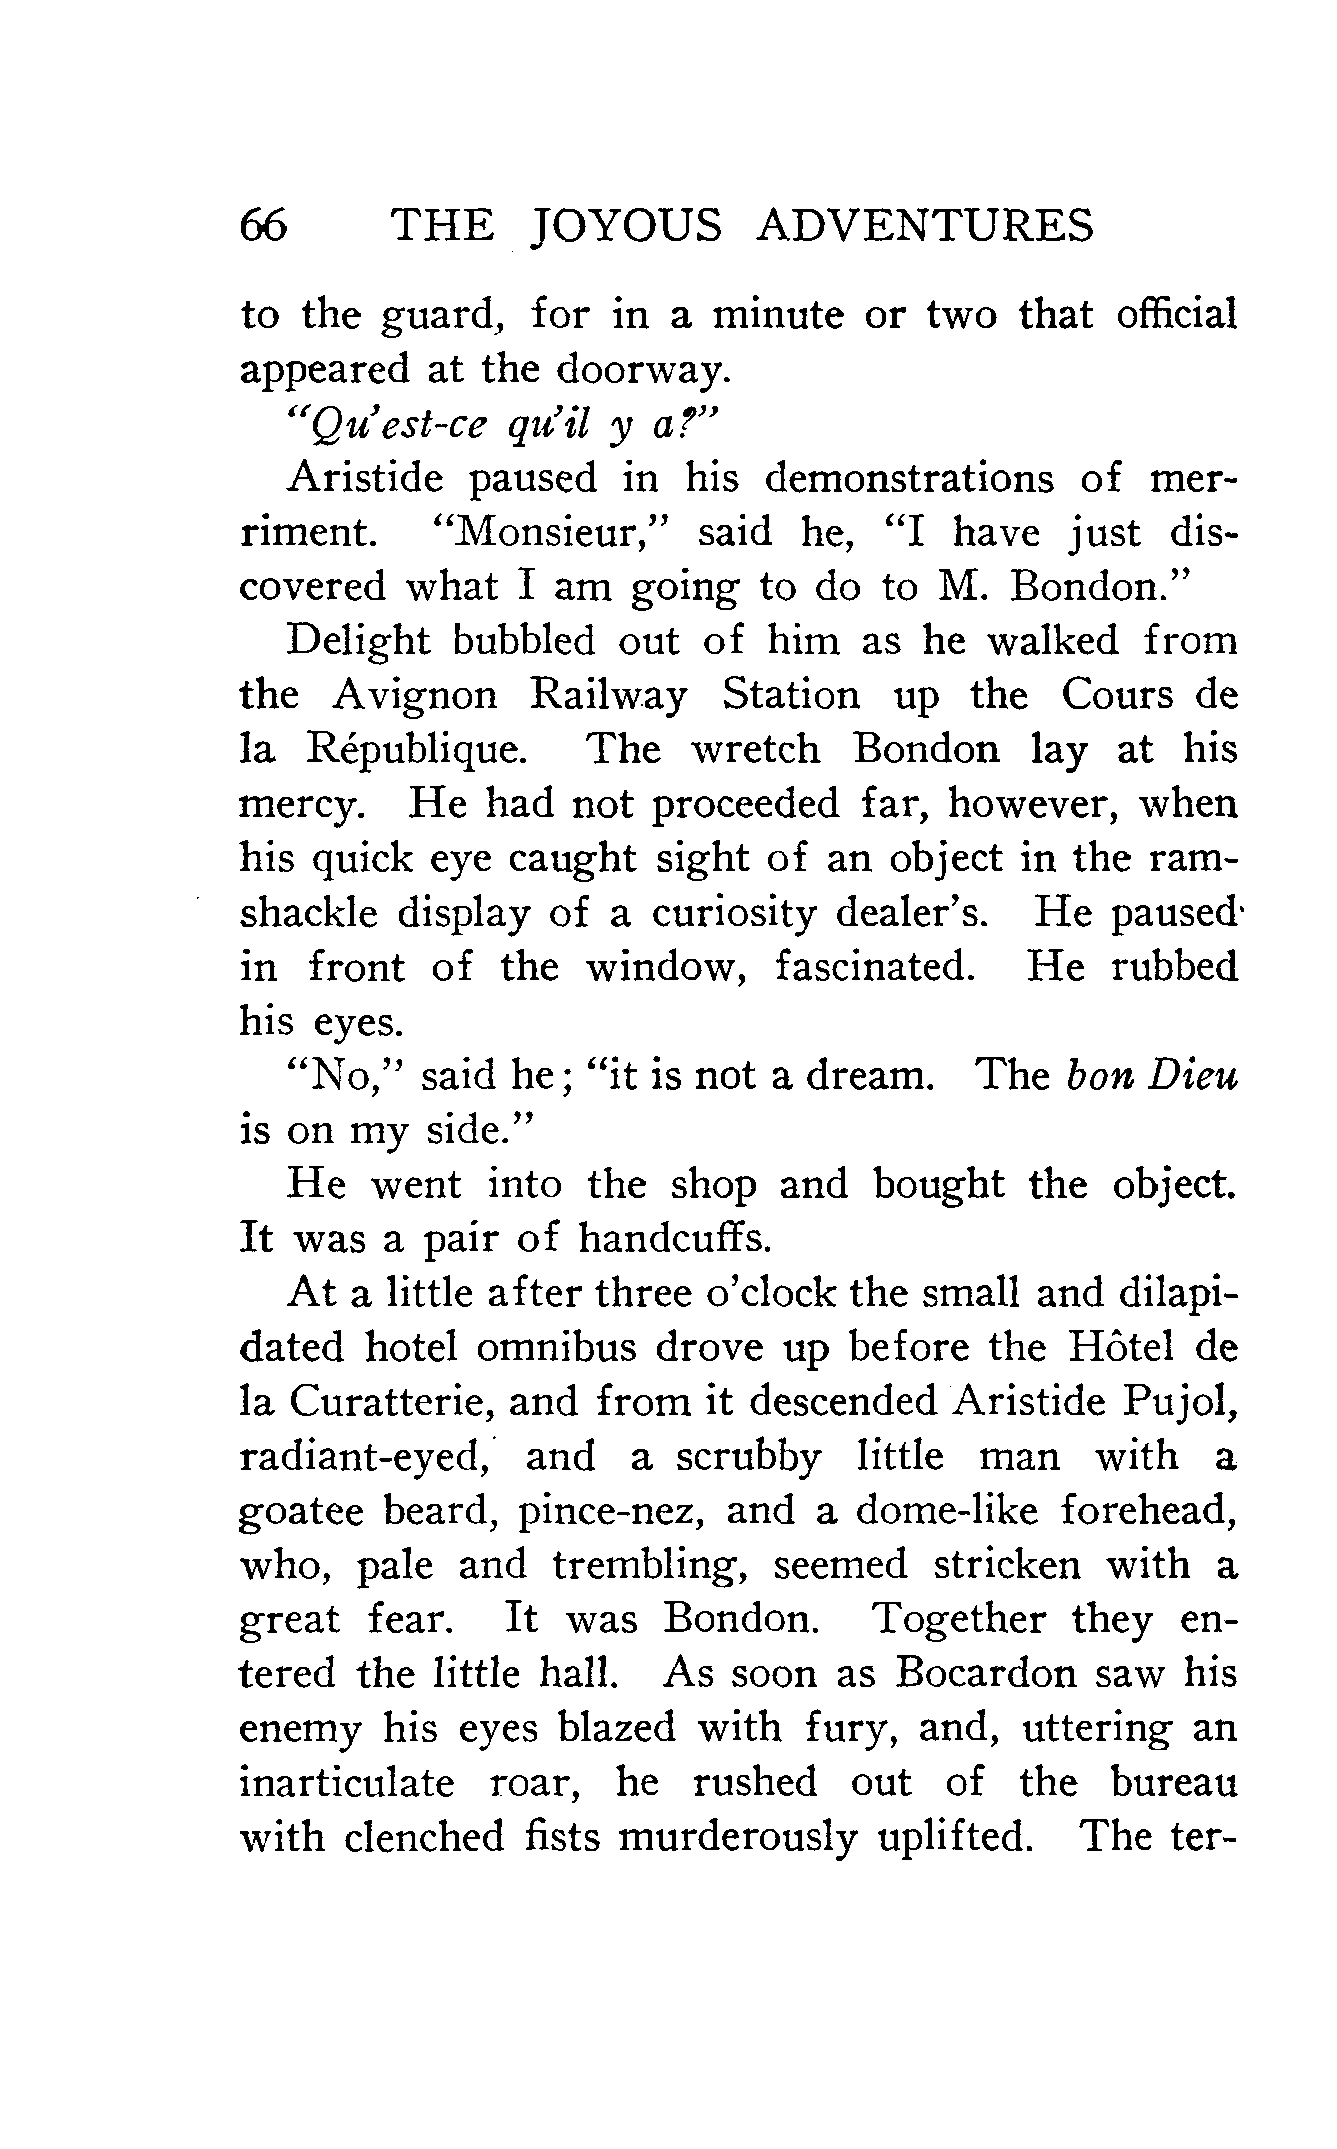 66 THE JOYOUS ADVENTURES
to the guard, for in a minute or two that official
appeared at the doorway.
“Qu’est-ce qu’il y a?”
Aristide paused in his demonstrations of mer-
riment. “Monsieur,” said he, “I have just dis-
covered what I am going to do to M. Bondon.”
Delight bubbled out of him as he walked from
the Avignon Railway Station up the Cours de
la République. The wretch Bondon lay at his
mercy. He had not proceeded far, however, when
his quick eye caught sight of an object in the ram-
shackle display of a curiosity dealer’s. He paused
in front of the window, fascinated. He rubbed
his eyes.
“No,” said he; “it is not a dream. The bon Dieu
is on my side.”
He went into the shop and bought the object.
It was a pair of handcuffs.
At a little after three o’clock the small and dilapi-
dated hotel omnibus drove up before the Hôtel de
la Curatterie, and from it descended Aristide Pujol,
radiant-eyed, and a scrubby little man with a
goatee beard, pince-nez, and a dome-like forehead,
who, pale and trembling, seemed stricken with a
great fear. It was Bondon. Together they en-
tered the little hall. As soon as Bocardon saw his
enemy his eyes blazed with fury, and, uttering an
inarticulate roar, he rushed out of the bureau
with clenched fists murderously uplifted. The ter-